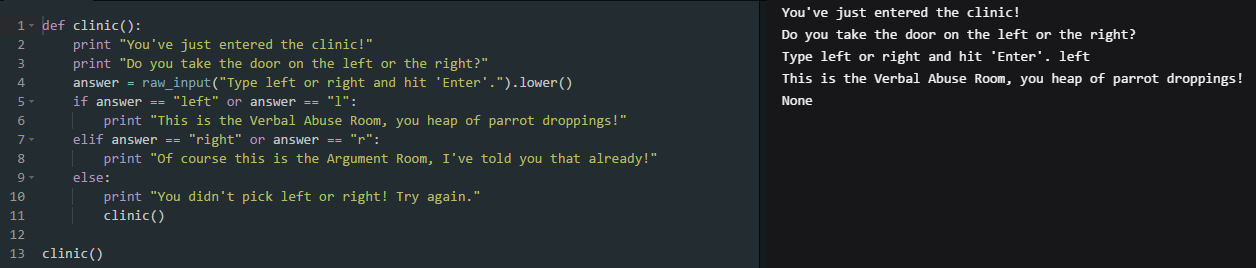 1 def clinic():
2     print "You've just entered the clinic!"
3     print "Do you take the door on the left or the right?"
4     answer = raw_input("Type left or right and hit 'Enter'.").lower()
5     if answer == "left" or answer == "l":
6         print "This is the Verbal Abuse Room, you heap of parrot droppings!"
7     elif answer == "right" or answer == "r":
8         print "Of course this is the Argument Room, I've told you that already!"
9     else:
10         print "You didn't pick left or right! Try again."
11         clinic()
12
13 clinic()
You've just entered the clinic!
Do you take the door on the left or the right?
Type left or right and hit 'Enter'. left
This is the Verbal Abuse Room, you heap of parrot droppings!
None